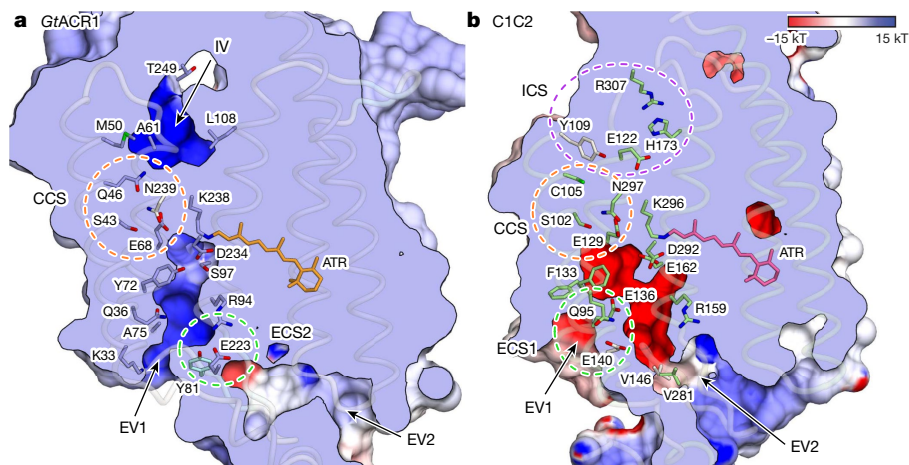 a GtACR1
IV
T249
M50
A61
L108
Q46
N239
K238
CCS
S43
E68
D234
S97
ATR
Y72
R94
Q36
A75
ECS2
K33
E223
Y81
EV1
EV2
b C1C2
–15 kT 15 kT
ICS
R307
Y109
E122
H173
C105
N297
K296
CCS
S102
E129
D292
ATR
F133
E162
E136
Q95
R159
ECS1
E140
EV1
V146
V281
EV2